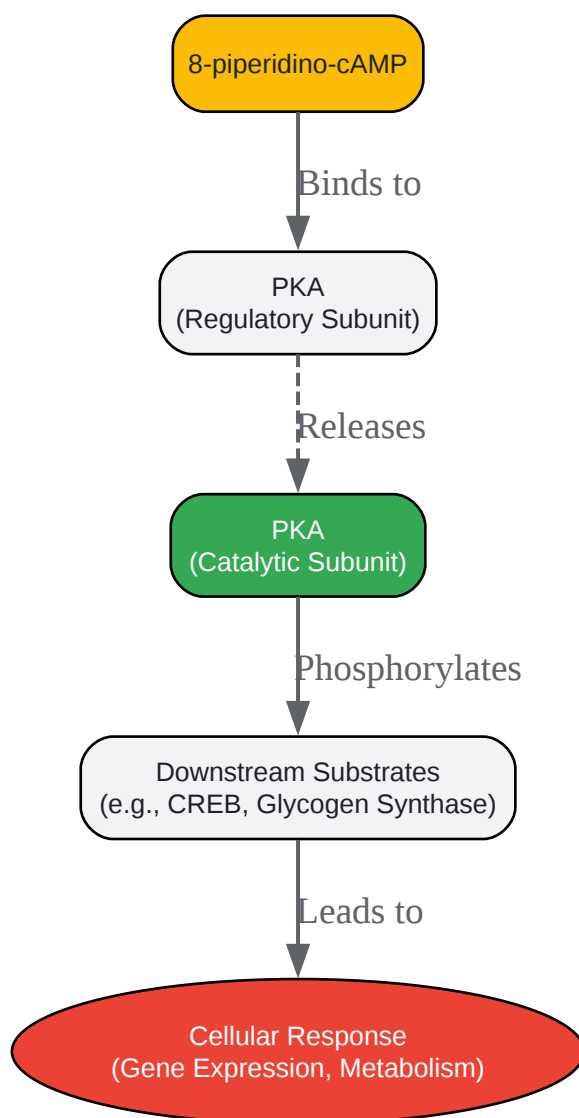 8-piperidino-cAMP
Binds to
PKA
(Regulatory Subunit)
Releases
PKA
(Catalytic Subunit)
Phosphorylates
Downstream Substrates
(e.g., CREB, Glycogen Synthase)
Leads to
Cellular Response
(Gene Expression, Metabolism)